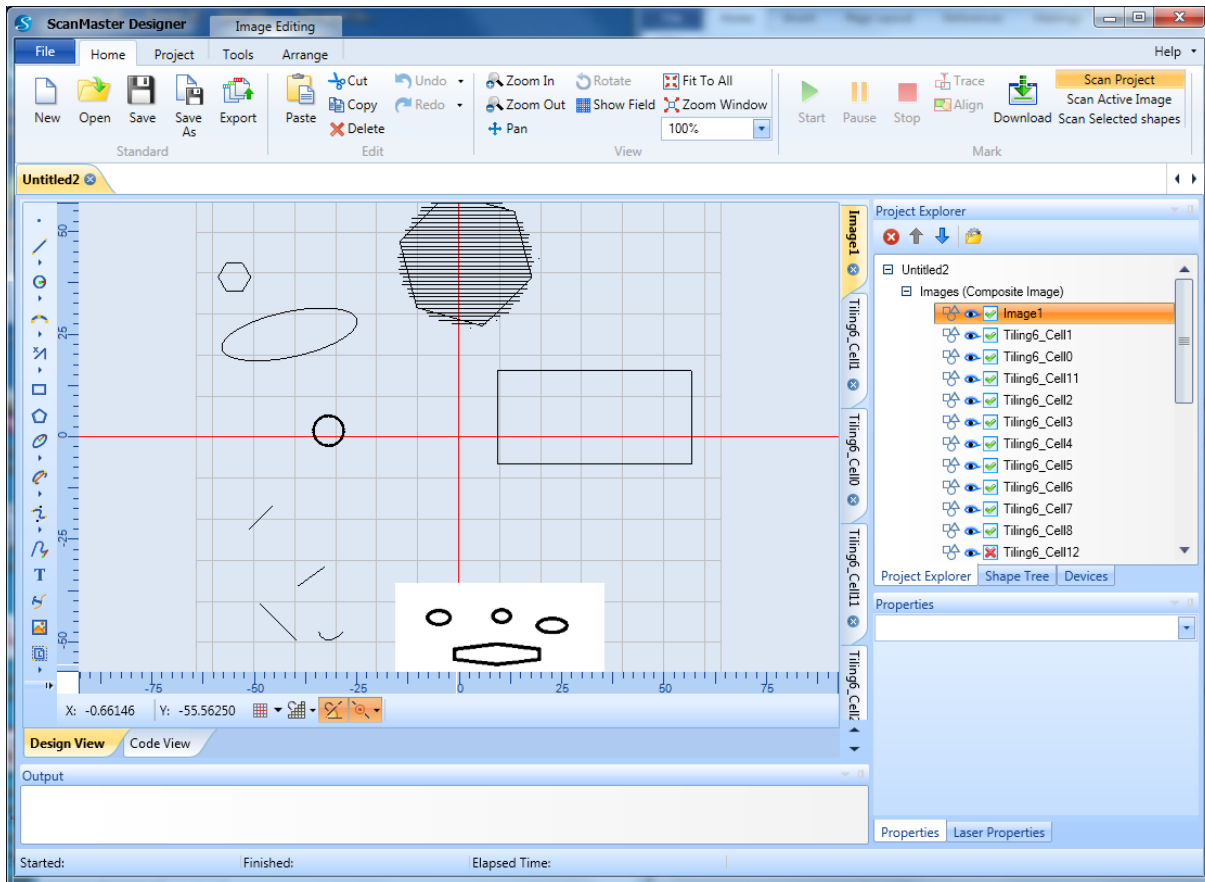 ScanMaster Designer
Image Editing
File Home Project Tools Arrange Help
New Open Save Save As Export
Standard
Paste Cut Copy Delete Undo Redo
Edit
Zoom In Rotate Fit To All
Zoom Out Show Field Zoom Window
Pan 100%
View
Start Pause Stop Trace Align Download
Scan Project
Scan Active Image
Scan Selected shapes
Mark
Untitled2
50
25
0
-25
-50
T
-75 -50 -25 0 25 50 75
X: -0.66146 Y: -55.56250
Image1
Tiling6_Cell1
Tiling6_Cell0
Tiling6_Cell11
Tiling6_Cell2
Design View Code View
Project Explorer
Untitled2
Images (Composite Image)
Image1
Tiling6_Cell1
Tiling6_Cell0
Tiling6_Cell11
Tiling6_Cell2
Tiling6_Cell3
Tiling6_Cell4
Tiling6_Cell5
Tiling6_Cell6
Tiling6_Cell7
Tiling6_Cell8
Tiling6_Cell12
Project Explorer Shape Tree Devices
Properties
Properties Laser Properties
Output
Started: Finished: Elapsed Time: